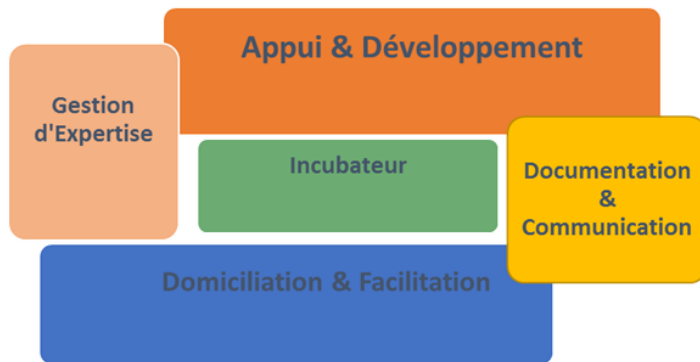 Appui & Développement
Gestion
d'Expertise
Incubateur
Documentation
&
Communication
Domiciliation & Facilitation